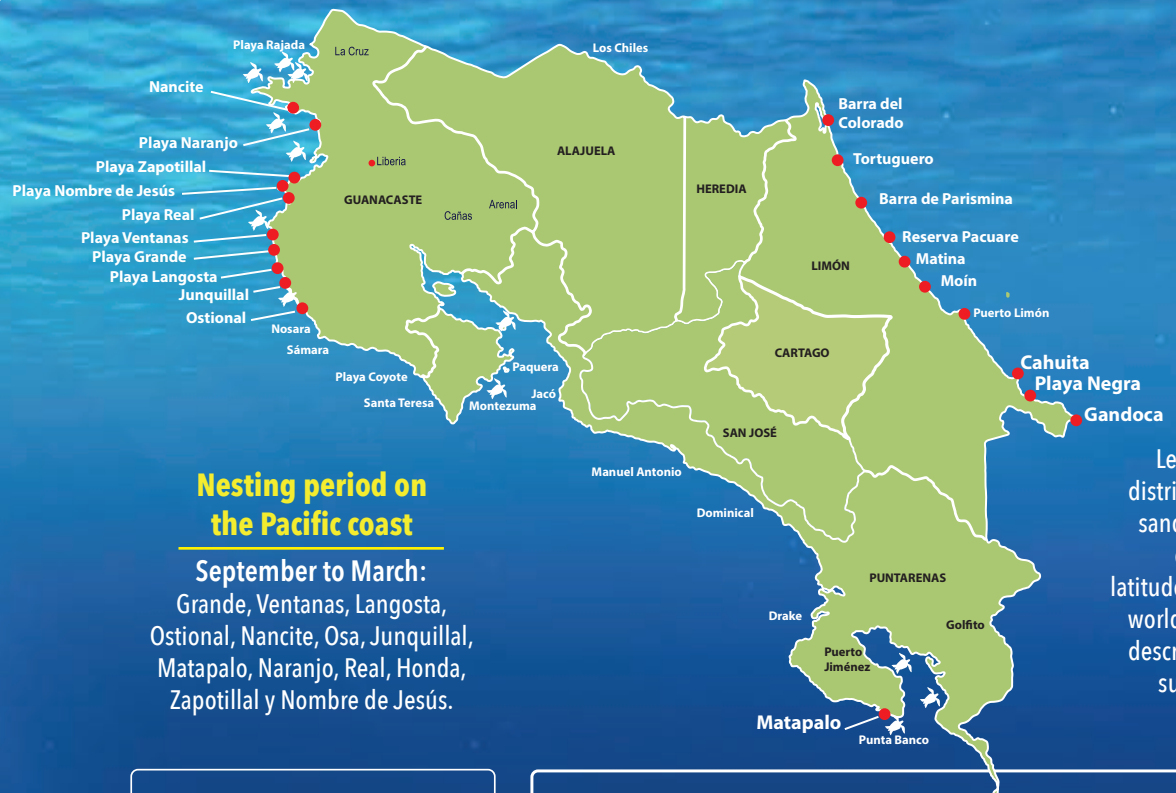 Playa Rajada
La Cruz
Los Chiles
Nancite
Playa Naranjo
Playa Zapotillal
Playa Nombre de Jesús
Playa Real
Playa Ventanas
Playa Grande
Playa Langosta
Junquillal
Ostional
Nosara
Sámara
Playa Coyote
Santa Teresa
Montezuma
Paquera
Jacó
Liberia
GUANACASTE
Cañas
Arenal
ALAJUELA
HEREDIA
LIMÓN
CARTAGO
SAN JOSÉ
PUNTARENAS
Barra del
Colorado
Tortuguero
Barra de Parismina
Reserva Pacuare
Matina
Moín
Puerto Limón
Cahuita
Playa Negra
Gandoca
Manuel Antonio
Dominical
Drake
Golfito
Puerto
Jiménez
Matapalo
Punta Banco
Nesting period on
the Pacific coast
September to March:
Grande, Ventanas, Langosta,
Ostional, Nancite, Osa, Junquillal,
Matapalo, Naranjo, Real, Honda,
Zapotillal y Nombre de Jesús.
latitude